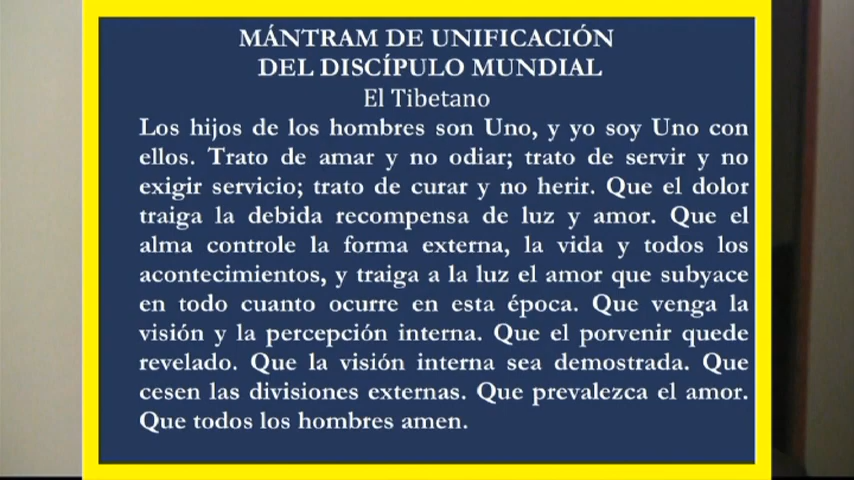 MÁNTRAM DE UNIFICACIÓN
DEL DISCÍPULO MUNDIAL
El Tibetano
Los hijos de los hombres son Uno, y yo soy Uno con
ellos. Trato de amar y no odiar; trato de servir y no
exigir servicio; trato de curar y no herir. Que el dolor
traiga la debida recompensa de luz y amor. Que el
alma controle la forma externa, la vida y todos los
acontecimientos, y traiga a la luz el amor que subyace
en todo cuanto ocurre en esta época. Que venga la
visión y la percepción interna. Que el porvenir quede
revelado. Que la visión interna sea demostrada. Que
cesen las divisiones externas. Que prevalezca el amor.
Que todos los hombres amen.